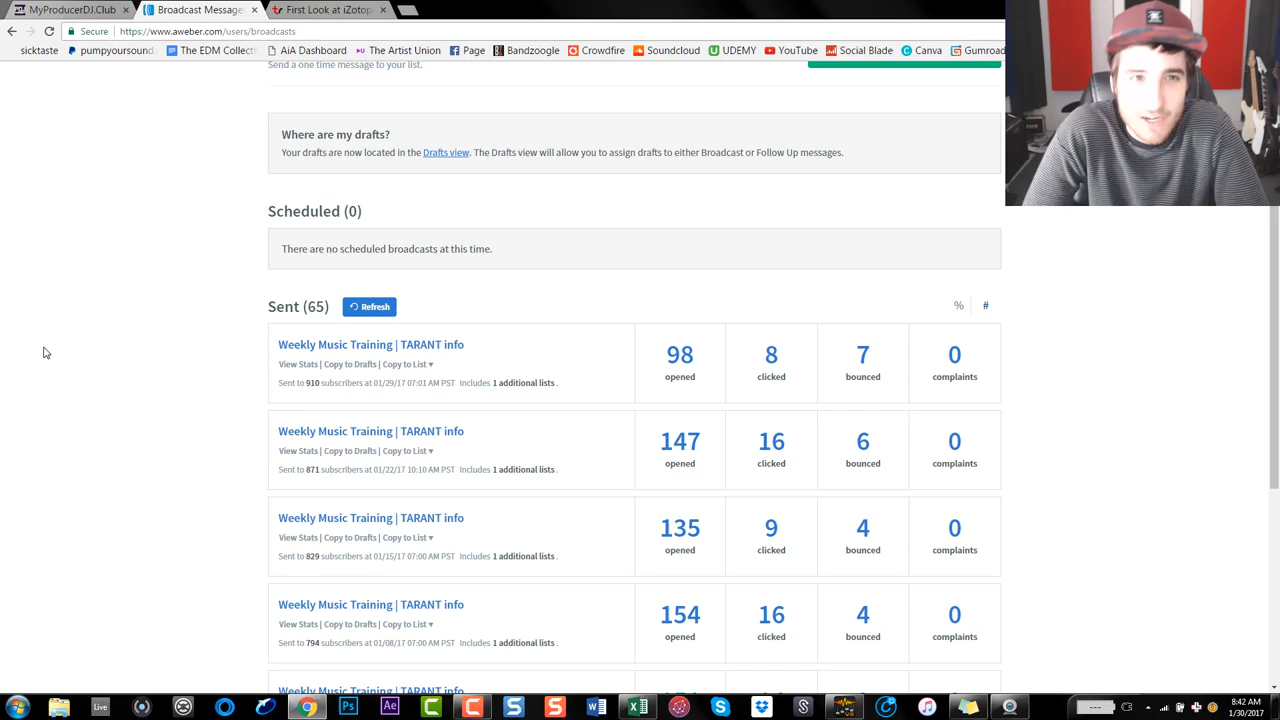 MyProducerDJ.Club
Broadcast Message
First Look at iZotop
Secure
https://www.aweber.com/users/broadcasts
sicktaste
pumpyoursound.
The EDM Collect
AiA Dashboard
The Artist Union
Page
Bandzoogle
Crowdfire
Soundcloud
UDEMY
YouTube
Social Blade
Canva
Gumroad
Send a one time message to your list.
Where are my drafts?
Your drafts are now located in the Drafts view. The Drafts view will allow you to assign drafts to either Broadcast or Follow Up messages.
Scheduled (0)
There are no scheduled broadcasts at this time.
Sent (65)
Refresh
% #
Weekly Music Training | TARANT info
View Stats | Copy to Drafts | Copy to List ▾
Sent to 910 subscribers at 01/29/17 07:01 AM PST Includes 1 additional lists .
98 8 7 0
opened clicked bounced complaints
Weekly Music Training | TARANT info
View Stats | Copy to Drafts | Copy to List ▾
Sent to 871 subscribers at 01/22/17 10:10 AM PST Includes 1 additional lists .
147 16 6 0
opened clicked bounced complaints
Weekly Music Training | TARANT info
View Stats | Copy to Drafts | Copy to List ▾
Sent to 829 subscribers at 01/15/17 07:00 AM PST Includes 1 additional lists .
135 9 4 0
opened clicked bounced complaints
Weekly Music Training | TARANT info
View Stats | Copy to Drafts | Copy to List ▾
Sent to 794 subscribers at 01/08/17 07:00 AM PST Includes 1 additional lists .
154 16 4 0
opened clicked bounced complaints
Weekly Music Training | TARANT info
Live
Ps
Ae
8:42 AM
1/30/2017